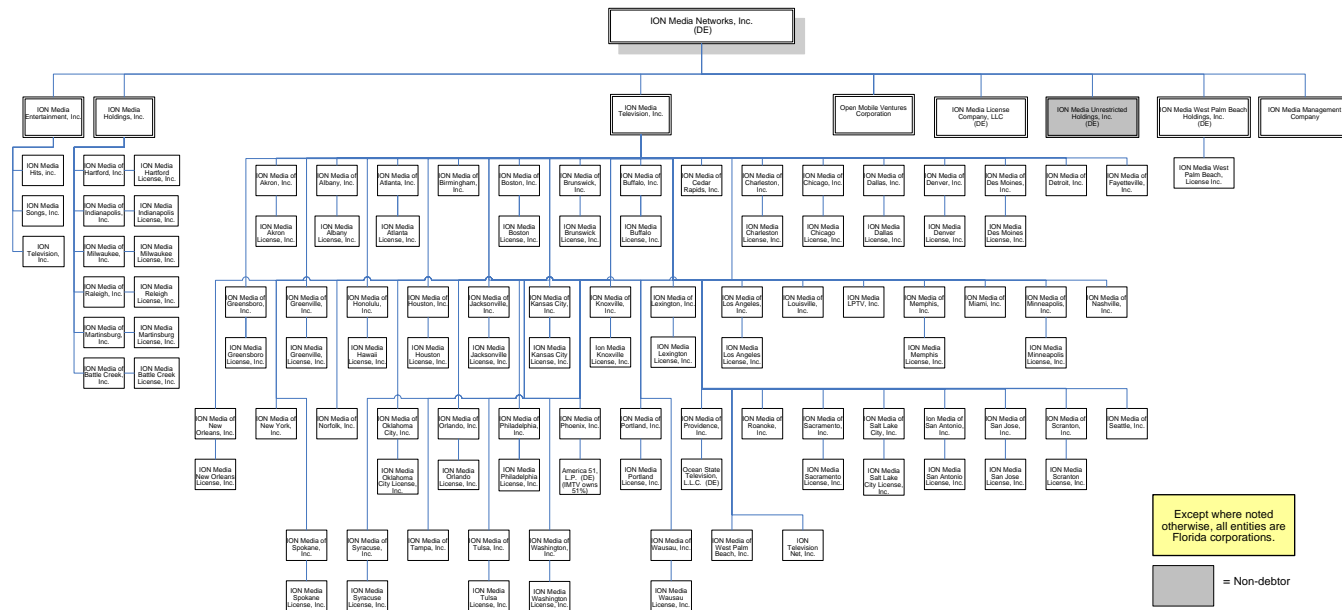 ION Media Networks, Inc.
(DE)
ION Media
Entertainment, Inc.
ION Media
Holdings, Inc.
ION Media
Television, Inc.
Open Mobile Ventures
Corporation
ION Media License
Company, LLC
(DE)
ION Media Unrestricted
Holdings, Inc.
(DE)
ION Media West Palm Beach
Holdings, Inc.
(DE)
ION Media Management
Company
ION Media
Hits, inc
ION Media of
Hartford, Inc.
ION Media
Hartford
License, Inc.
ION Media of
Akron, Inc.
ION Media of
Albany, Inc.
ION Media of
Atlanta, Inc.
ION Media of
Birmingham, Inc.
ION Media of
Boston, Inc.
ION Media of
Brunswick, Inc.
ION Media of
Buffalo, Inc.
ION Media of
Cedar
Rapids, Inc.
ION Media of
Charleston, Inc.
ION Media of
Chicago, Inc.
ION Media of
Dallas, Inc.
ION Media of
Denver, Inc.
ION Media of
Des Moines, Inc.
ION Media of
Detroit, Inc.
ION Media of
Fayetteville, Inc.
ION Media West
Palm Beach,
License Inc.
ION Media
Songs, Inc.
ION Media of
Indianapolis,
Inc.
ION Media
Indianapolis
License, Inc.
ION Media
Akron
License, Inc.
ION Media
Albany
License, Inc.
ION Media
Atlanta
License, Inc.
ION Media of
Boston
License, Inc.
ION Media
Brunswick
License, Inc.
ION Media
Buffalo
License, Inc.
ION Media
Charleston
License, Inc.
ION Media
Chicago
License, Inc.
ION Media
Dallas
License, Inc.
ION Media
Denver
License, Inc.
ION Media
Des Moines
License, Inc.
ION
Television, Inc.
ION Media of
Milwaukee, Inc.
ION Media
Milwaukee
License, Inc.
ION Media of
Raleigh, Inc.
ION Media
Raleigh
License, Inc.
ION Media of
Martinsburg,
Inc.
ION Media
Martinsburg
License, Inc.
ION Media of
Battle Creek,
Inc.
ION Media
Battle Creek
License, Inc.
ION Media of
Greensboro, Inc.
ION Media of
Greenville,
Inc.
ION Media of
Honolulu, Inc.
ION Media of
Houston, Inc.
ION Media of
Jacksonville,
Inc.
ION Media of
Kansas City, Inc.
ION Media of
Knoxville, Inc.
ION Media of
Lexington, Inc.
ION Media of
Los Angeles, Inc.
ION Media of
Louisville, Inc.
ION Media
LPTV, Inc.
ION Media of
Memphis, Inc.
ION Media of
Miami, Inc.
ION Media of
Minneapolis,
Inc.
ION Media of
Nashville, Inc.
ION Media
Greensboro
License, Inc.
ION Media
Greenville,
License, Inc.
ION Media
Hawaii
License, Inc.
ION Media
Houston
License, Inc.
ION Media
Jacksonville
License, Inc.
ION Media
Kansas City
License, Inc.
Ion Media
Knoxville
License, Inc.
ION Media
Lexington
License, Inc.
ION Media
Los Angeles
License, Inc.
ION Media
Memphis
License, Inc.
ION Media
Minneapolis
License, Inc.
ION Media of
New
Orleans, Inc.
ION Media of
New York, Inc.
ION Media of
Norfolk, Inc.
ION Media of
Oklahoma
City, Inc.
ION Media of
Orlando, Inc.
ION Media of
Philadelphia,
Inc.
ION Media of
Phoenix, Inc.
ION Media of
Portland, Inc.
ION Media of
Providence, Inc.
ION Media of
Roanoke, Inc.
ION Media of
Sacramento, Inc.
ION Media of
Salt Lake
City, Inc.
Ion Media of
San Antonio, Inc.
ION Media of
San Jose, Inc.
ION Media of
Scranton, Inc.
ION Media of
Seattle, Inc.
ION Media
New Orleans
License, Inc.
ION Media
Oklahoma
City License, Inc.
ION Media
Orlando
License, Inc.
ION Media
Philadelphia
License, Inc.
America 51,
L.P. (DE)
(IMTV owns
51%)
ION Media
Portland
License, Inc.
Ocean State
Television,
L.L.C. (DE)
ION Media
Sacramento
License, Inc.
ION Media
Salt Lake
City License, Inc.
ION Media
San Antonio
License, Inc.
ION Media
San Jose
License, Inc.
ION Media
Scranton
License, Inc.
ION Media of
Spokane,
Inc.
ION Media of
Syracuse,
Inc.
ION Media of
Tampa, Inc.
ION Media of
Tulsa, Inc.
ION Media of
Washington,
Inc.
ION Media of
Wausau, Inc.
ION Media of
West Palm
Beach, Inc.
ION
Television
Net, Inc.
ION Media
Spokane
License, Inc.
ION Media
Syracuse
License, Inc.
ION Media
Tulsa
License, Inc.
ION Media
Washington
License, Inc.
ION Media
Wausau
License, Inc.
Except where noted
otherwise, all entities are
Florida corporations.
= Non-debtor